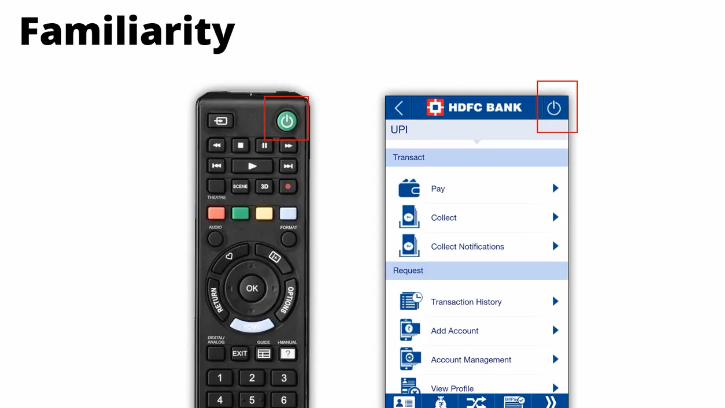 Familiarity
SCENE 3D
THEATRE
AUDIO FORMAT
OK
RETURN
OPTIONS
DIGITAL/
ANALOG
GUIDE i-MANUAL
EXIT
?
1 2 3
4 5 6
HDFC BANK
UPI
Transact
Pay
Collect
Collect Notifications
Request
Transaction History
Add Account
Account Management
View Profile